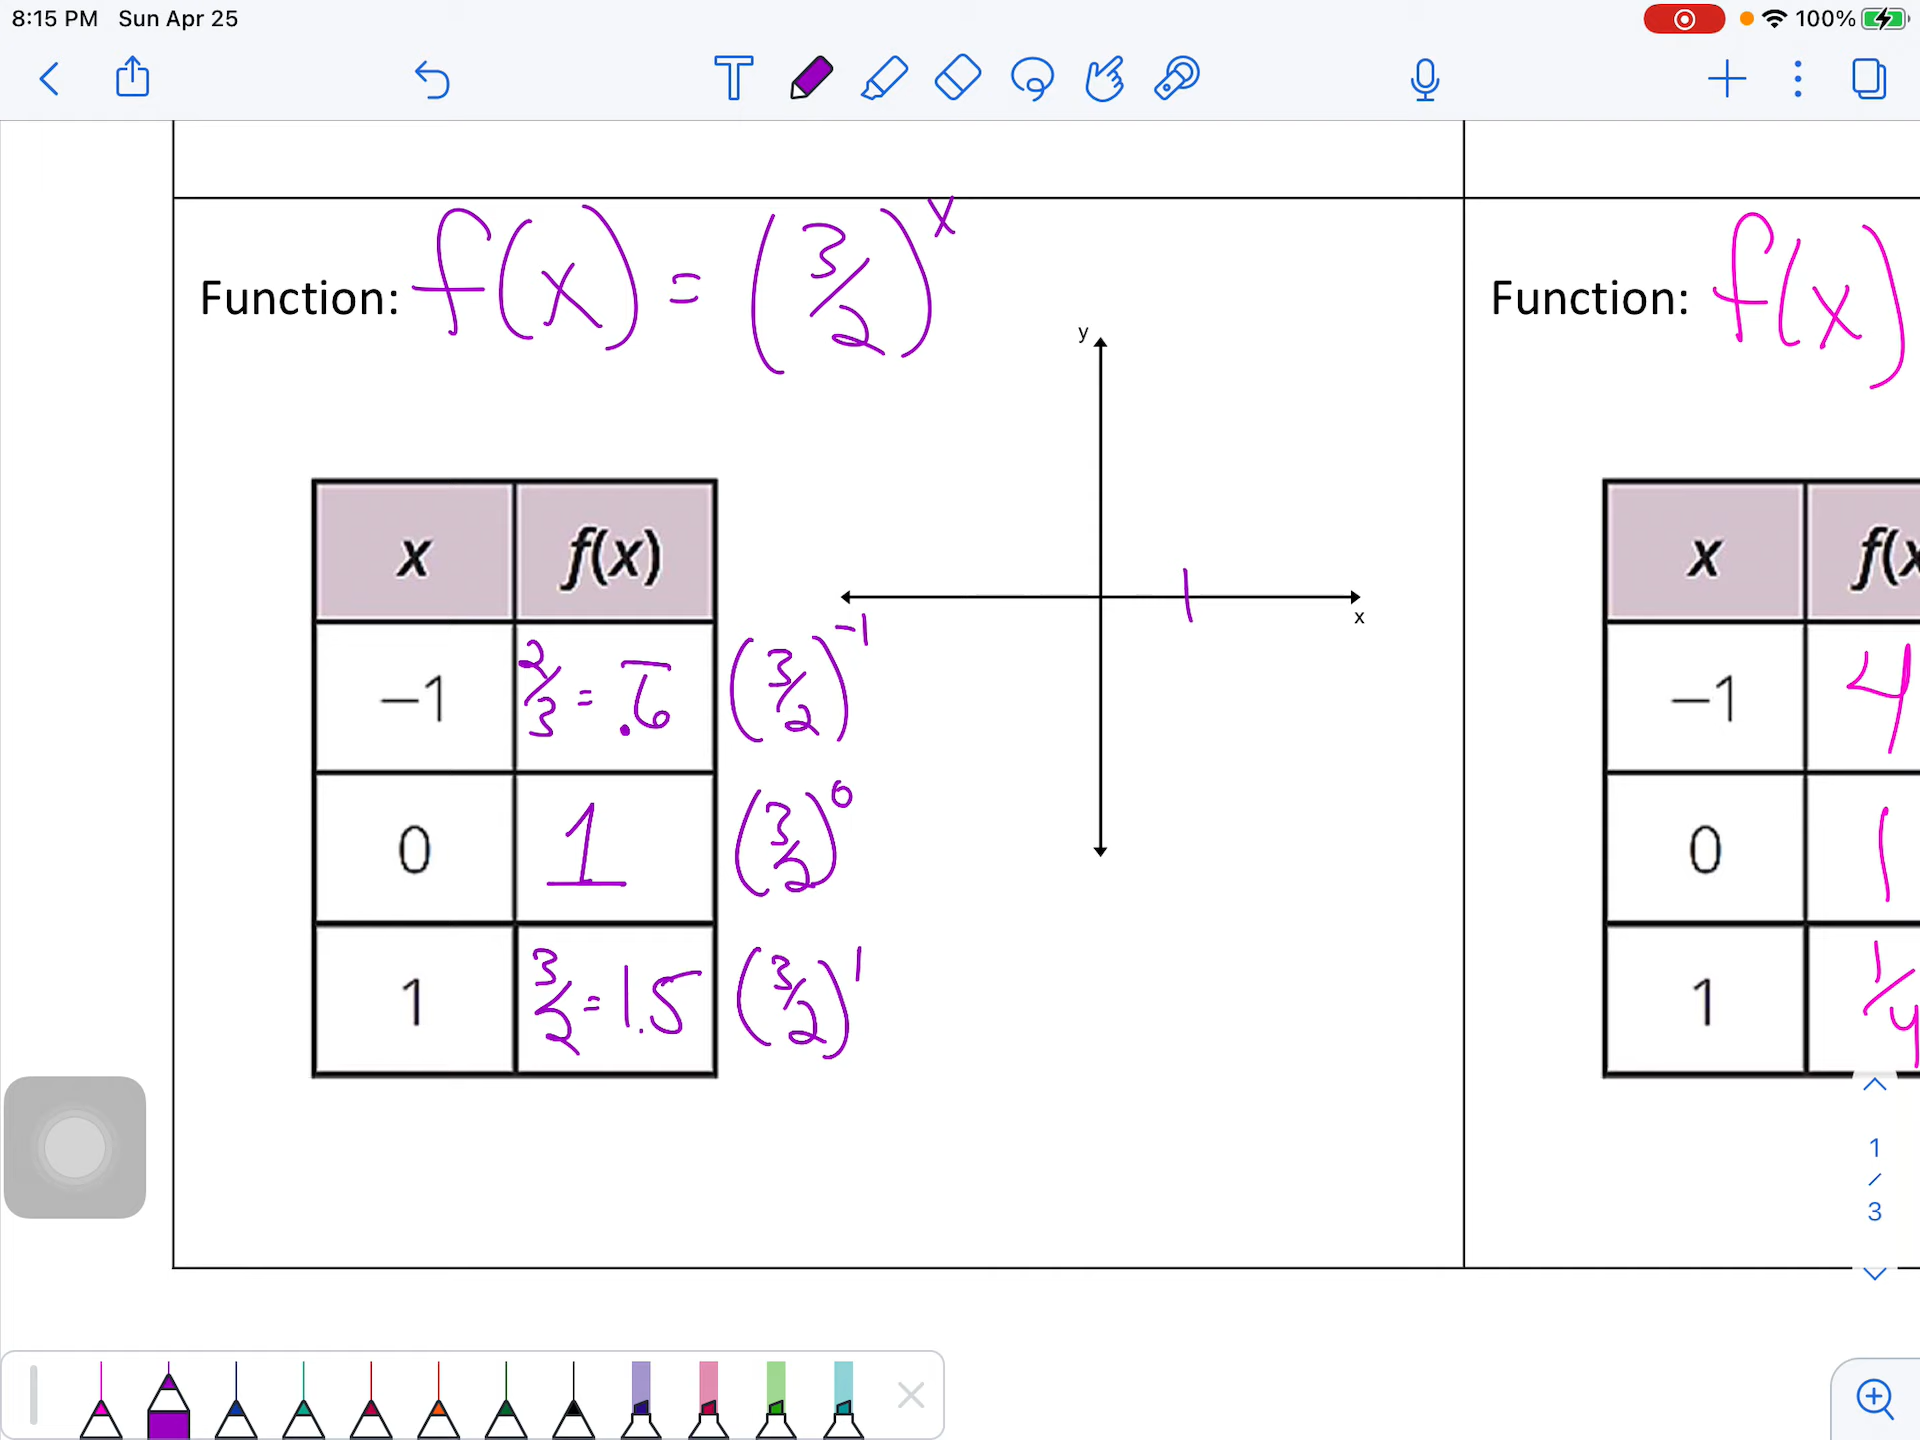 8:15 PM Sun Apr 25
100%
T
Function: f(x) = (3/2)^x
Function: f(x)
y
x
x f(x)
−1 2/3 = .6̅ (3/2)^-1
0 1 (3/2)^0
1 3/2 = 1.5 (3/2)^1
x f(x
−1 4
0 1
1 1/4
1
/
3